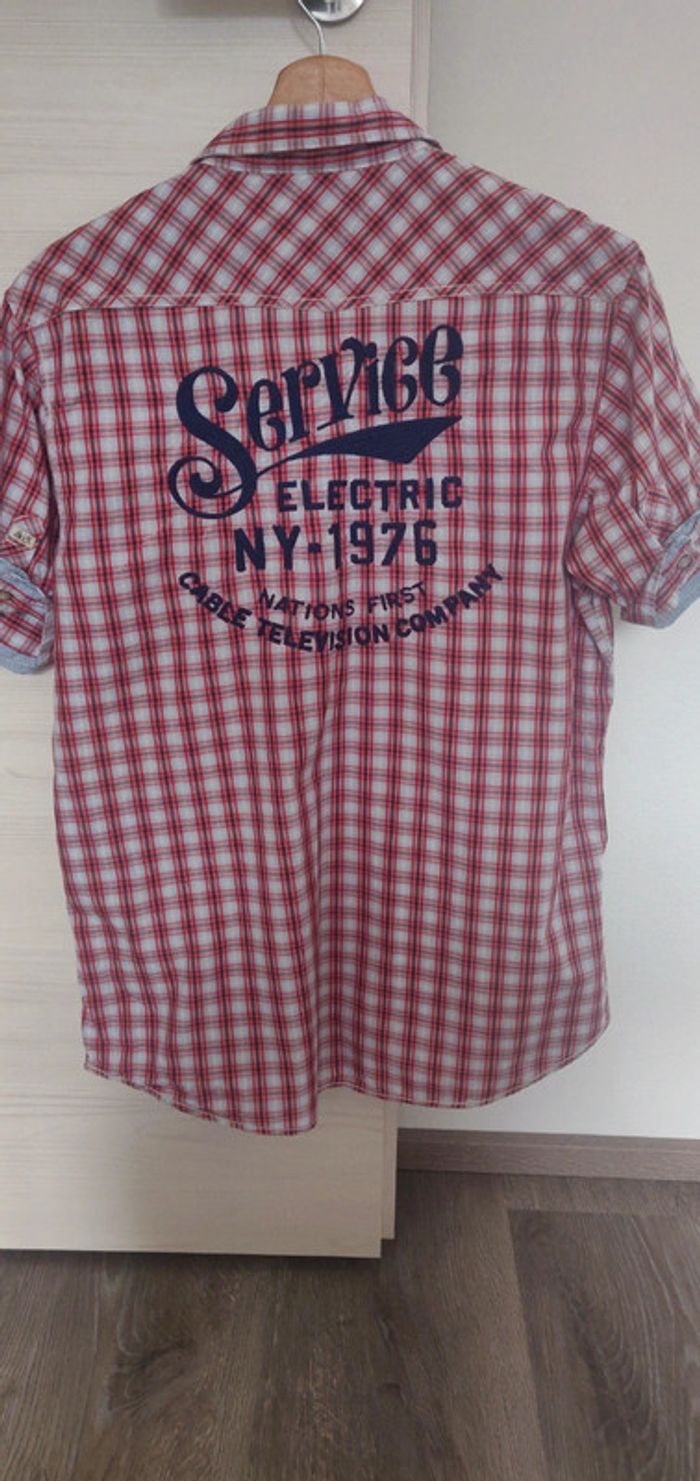 Service
ELECTRIC
NY-1976
NATIONS FIRST
CABLE TELEVISION COMPANY